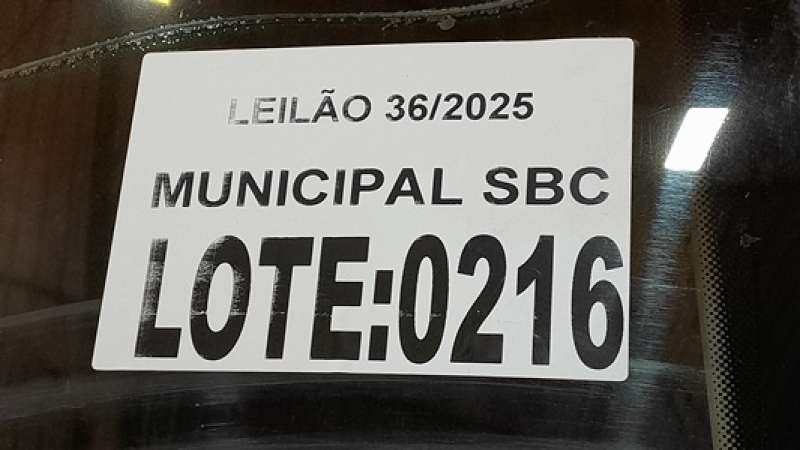 LEILÃO 36/2025
MUNICIPAL SBC
LOTE:0216